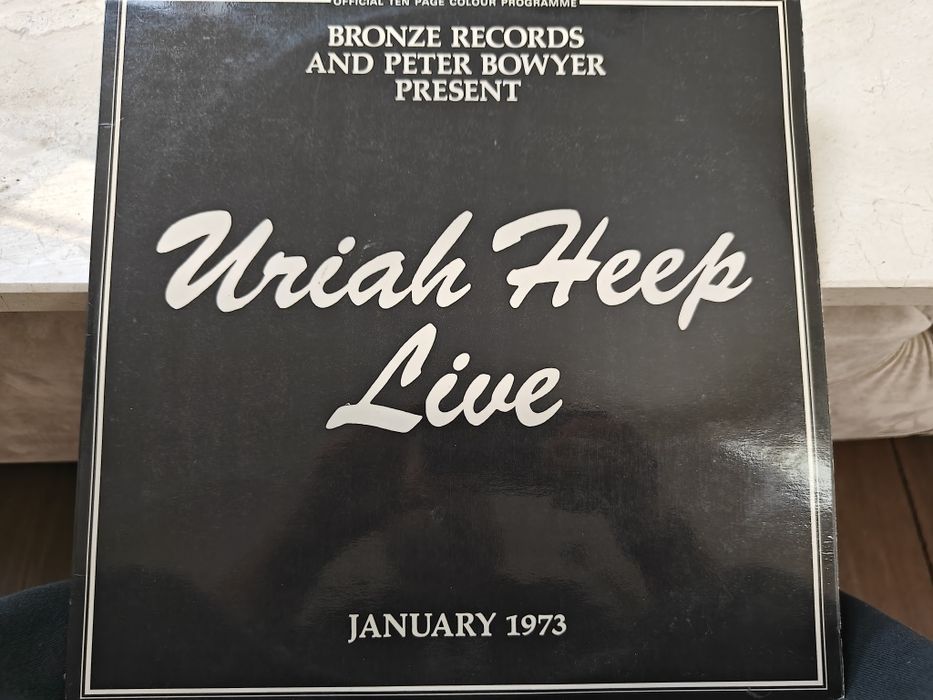 OFFICIAL TEN PAGE COLOUR PROGRAMME
BRONZE RECORDS
AND PETER BOWYER
PRESENT
Uriah Heep
Live
JANUARY 1973